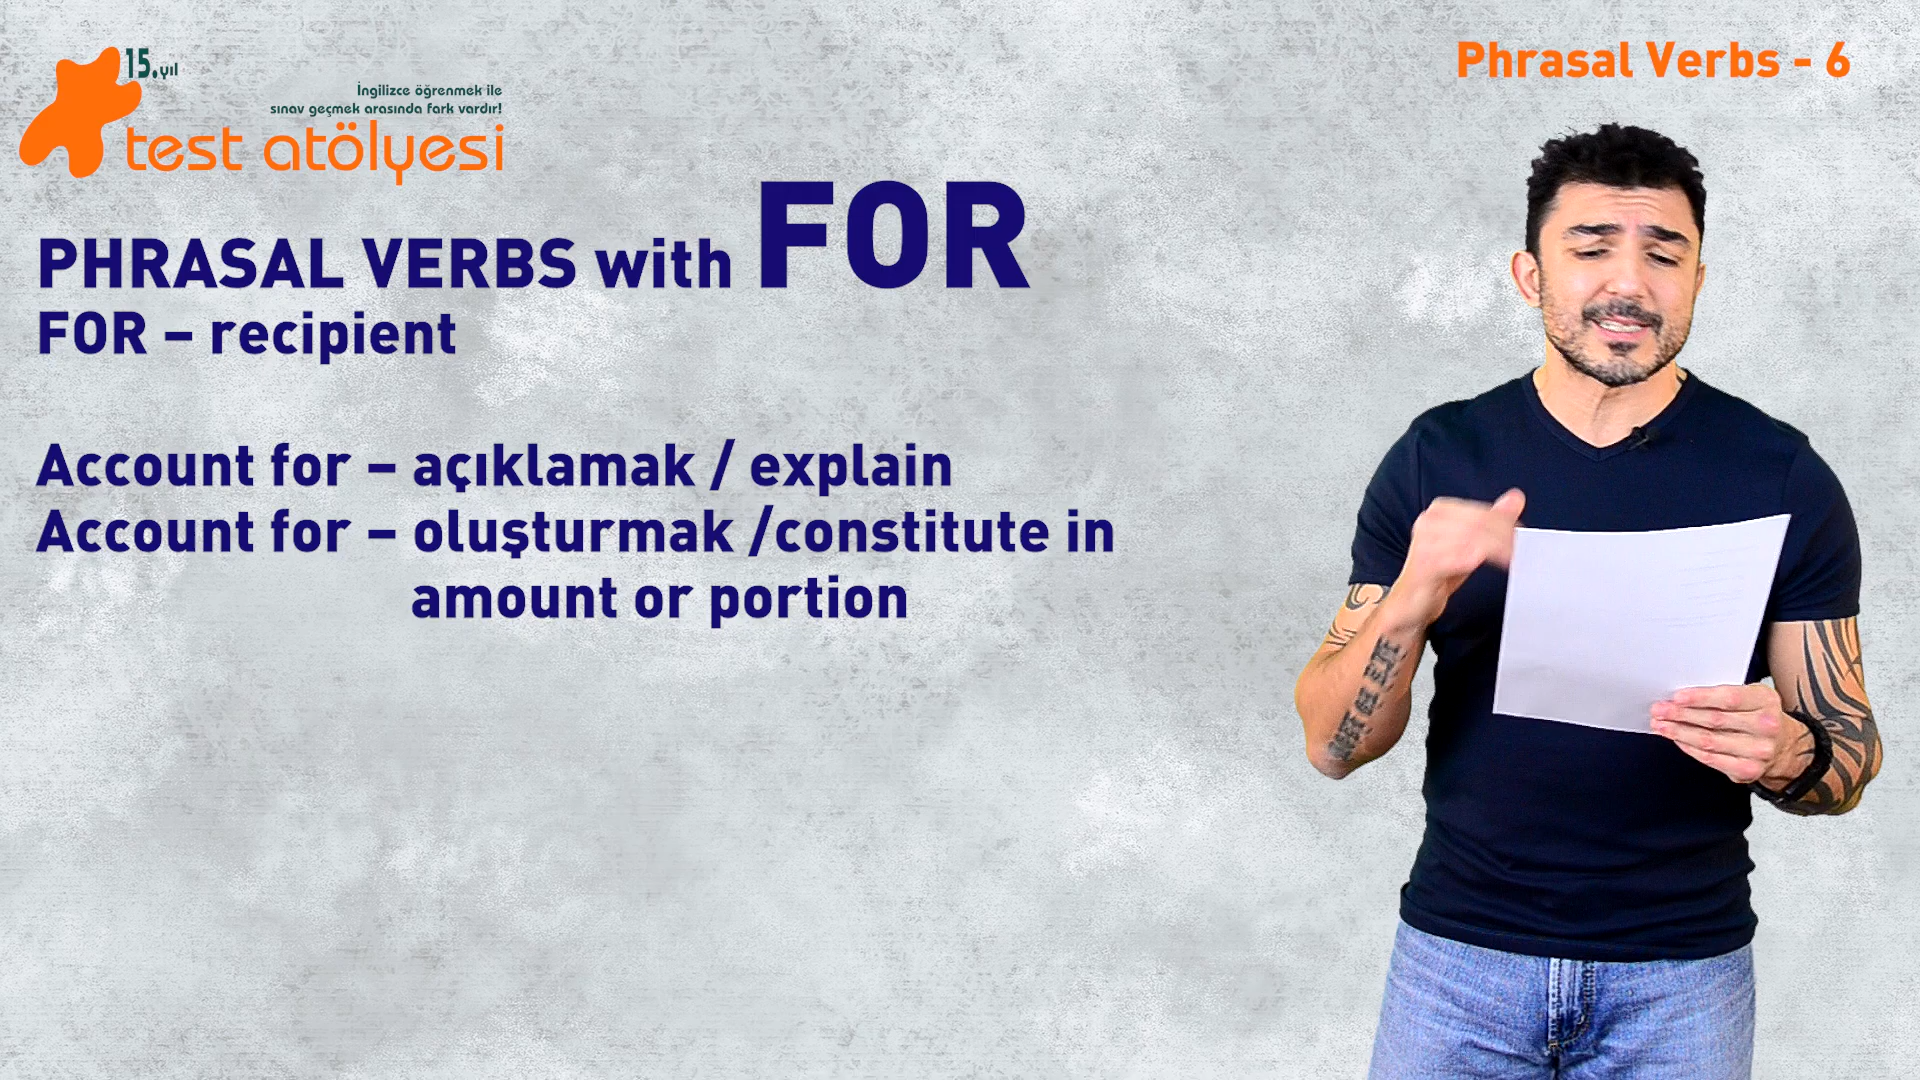 15.yıl
İngilizce öğrenmek ile
sınav geçmek arasında fark vardır!
test atölyesi
Phrasal Verbs - 6
PHRASAL VERBS with FOR
FOR – recipient
Account for – açıklamak / explain
Account for – oluşturmak /constitute in
amount or portion